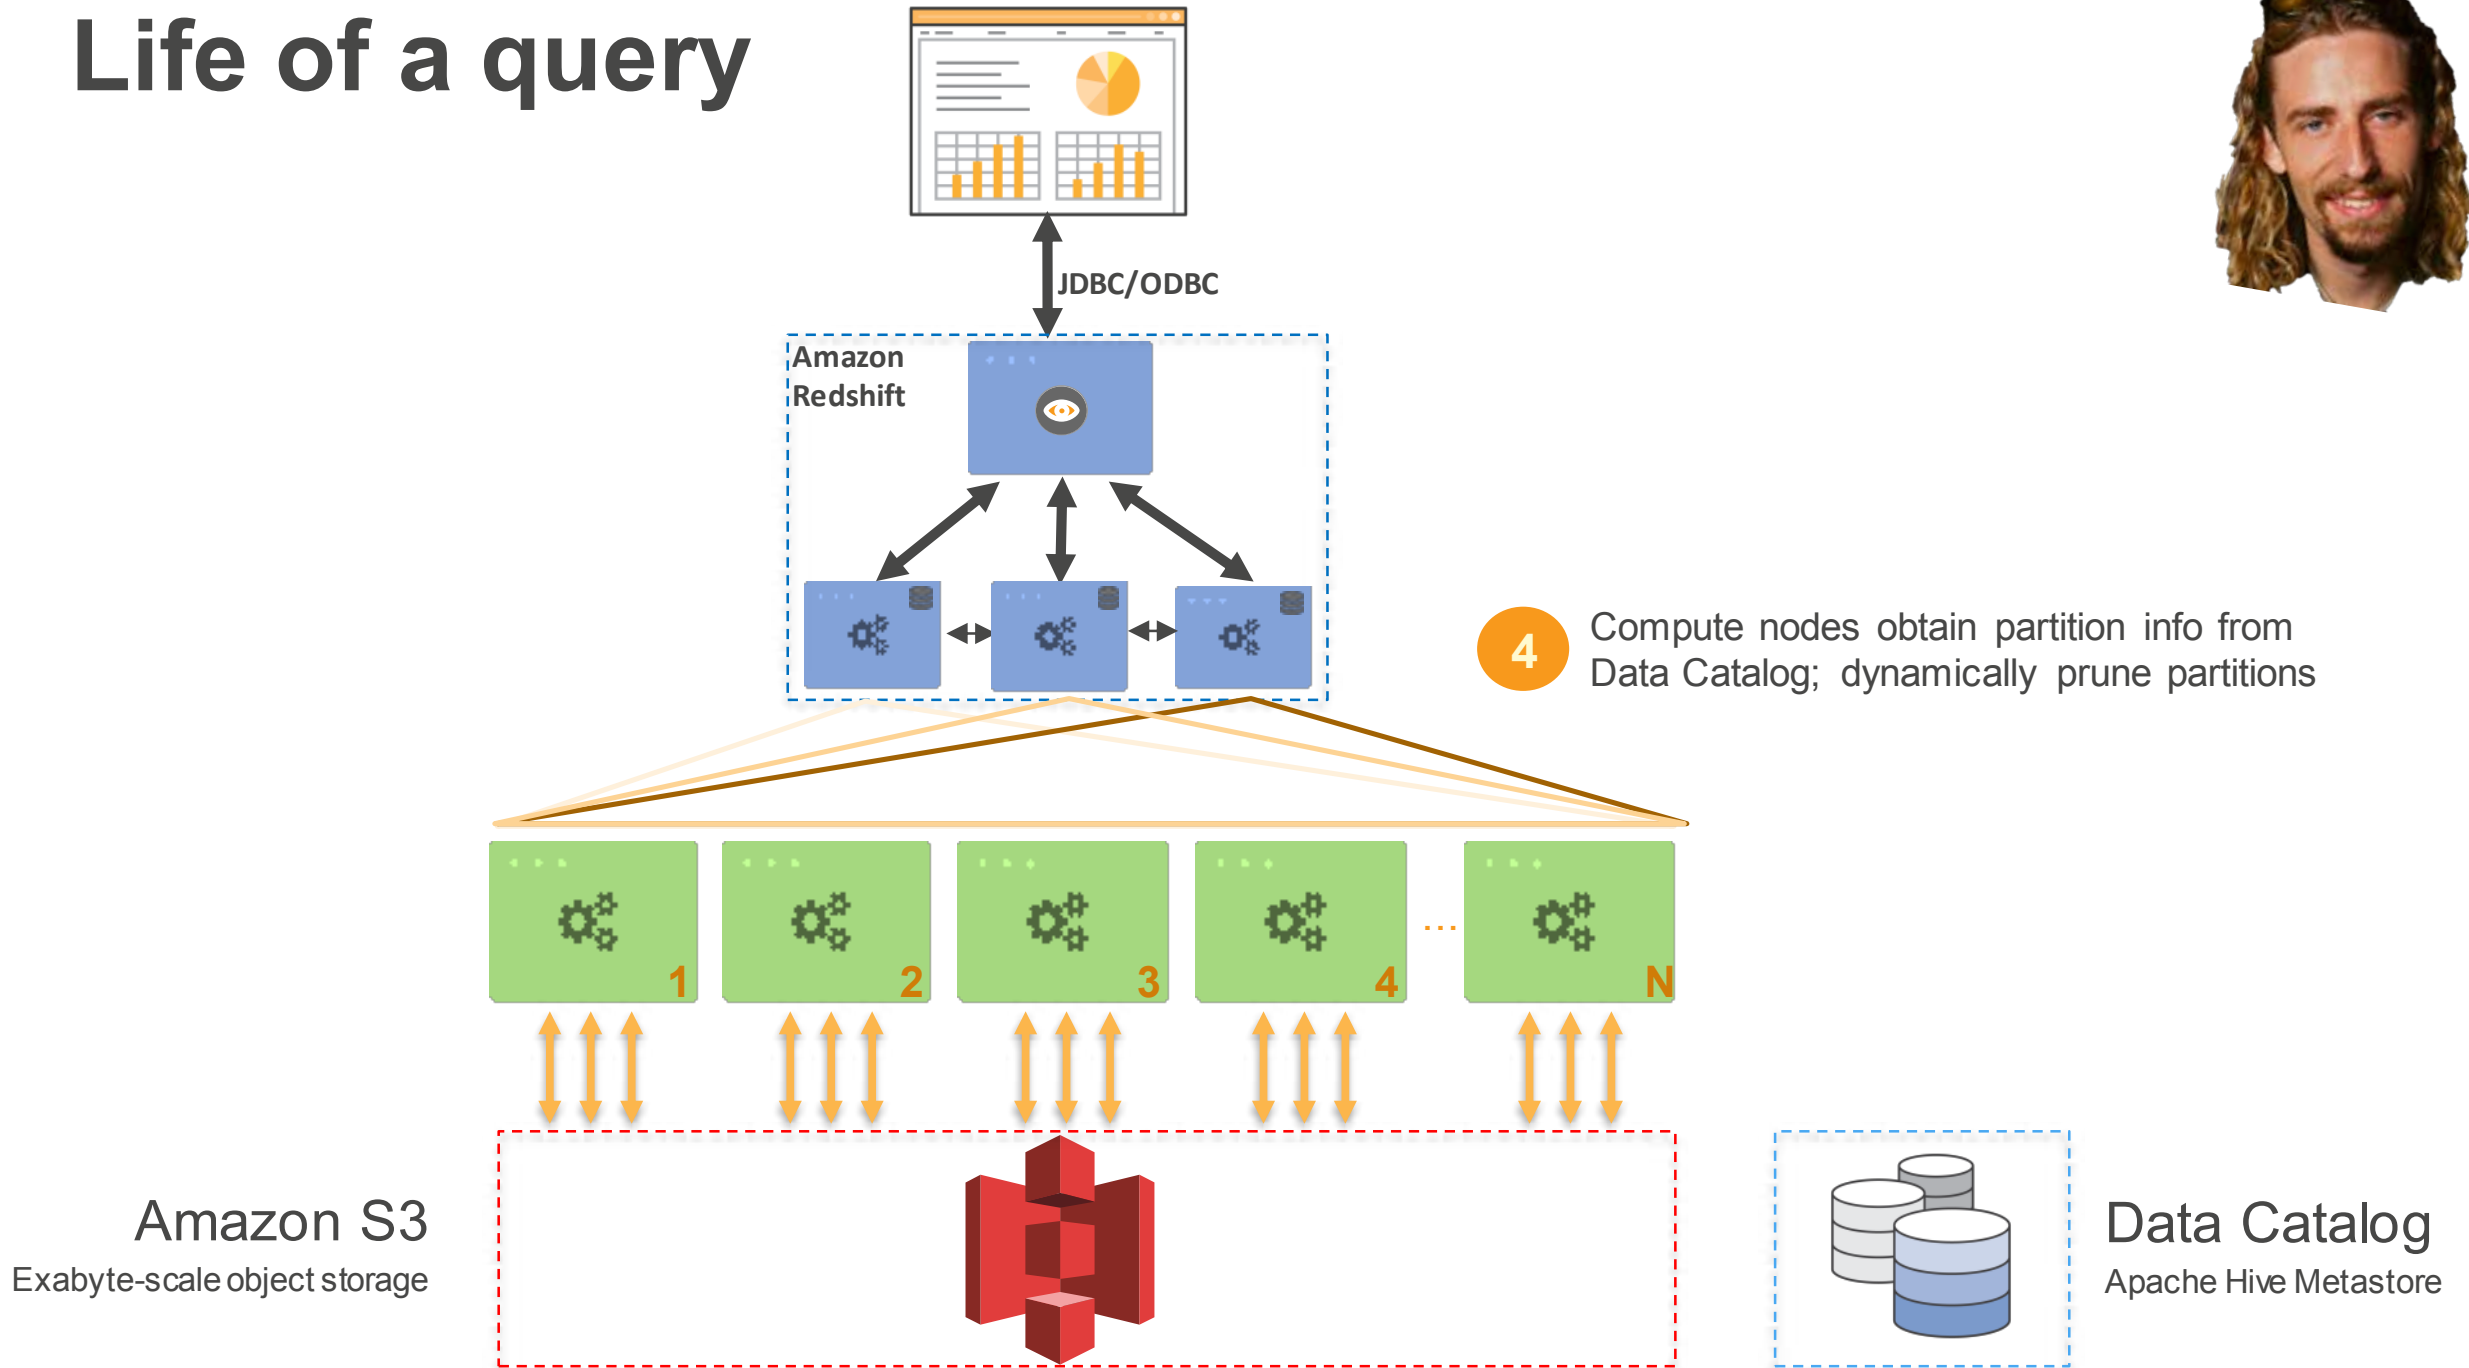 Life of a query
JDBC/ODBC
Amazon
Redshift
4
Compute nodes obtain partition info from
Data Catalog; dynamically prune partitions
1
2
3
4
...
N
Amazon S3
Exabyte-scale object storage
Data Catalog
Apache Hive Metastore